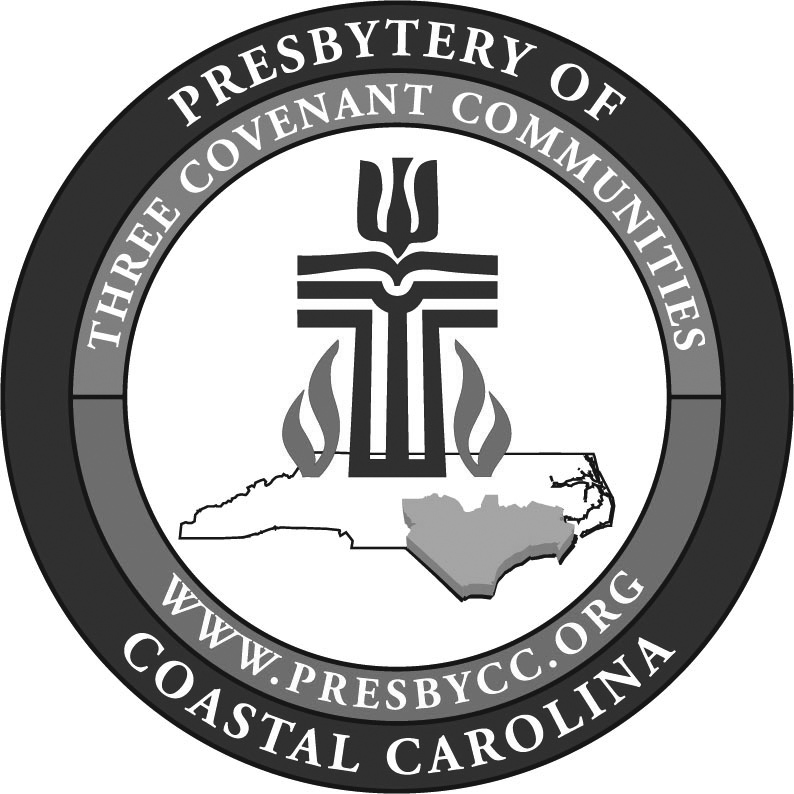 PRESBYTERY OF
THREE COVENANT COMMUNITIES
WWW.PRESBYCC.ORG
COASTAL CAROLINA